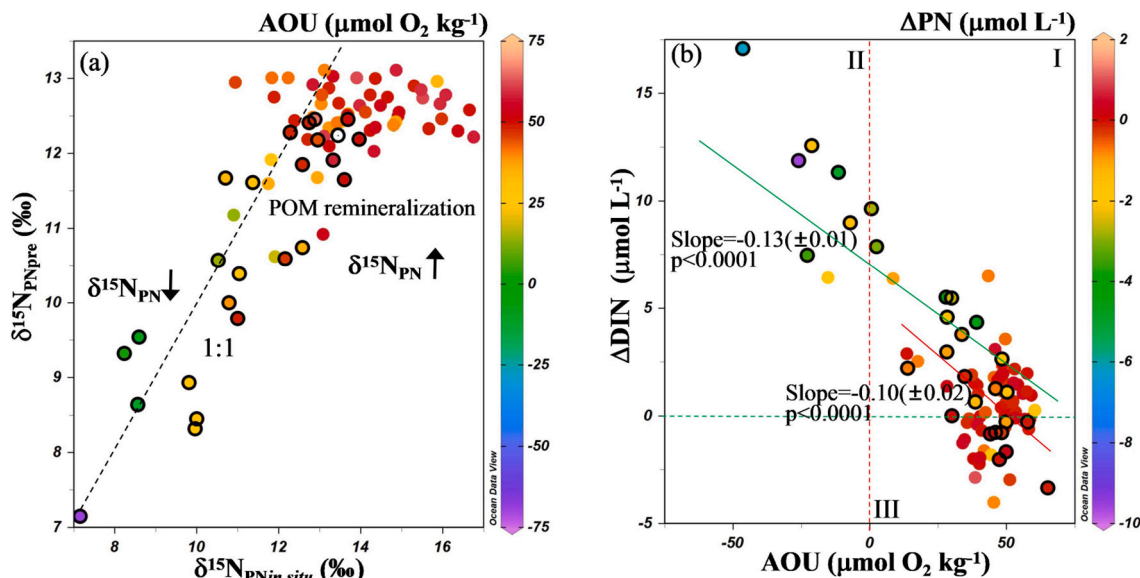 AOU (μmol O₂ kg⁻¹)
(a)
13
12
11
10
9
8
7
δ¹⁵N_PNpre (‰)
POM remineralization
δ¹⁵N_PN ↑
δ¹⁵N_PN ↓
1:1
8
10
12
14
16
δ¹⁵N_PNin situ (‰)
75
50
25
0
-25
-50
-75
Ocean Data View
ΔPN (μmol L⁻¹)
(b)
II
I
15
10
5
0
-5
ΔDIN (μmol L⁻¹)
Slope=-0.13(±0.01)
p<0.0001
Slope=-0.10(±0.02)
p<0.0001
III
-50
0
50
AOU (μmol O₂ kg⁻¹)
2
0
-2
-4
-6
-8
-10
Ocean Data View